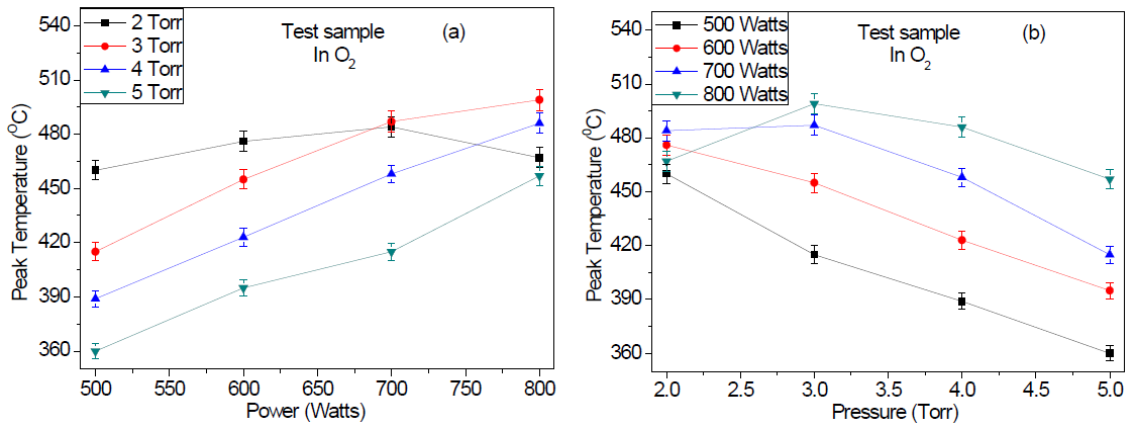 540
510
480
450
420
390
360
Peak Temperature (⁰C)
2 Torr
3 Torr
4 Torr
5 Torr
Test sample
In O₂
(a)
500 550 600 650 700 750 800
Power (Watts)
540
510
480
450
420
390
360
Peak Temperature (⁰C)
500 Watts
600 Watts
700 Watts
800 Watts
Test sample
In O₂
(b)
2.0 2.5 3.0 3.5 4.0 4.5 5.0
Pressure (Torr)